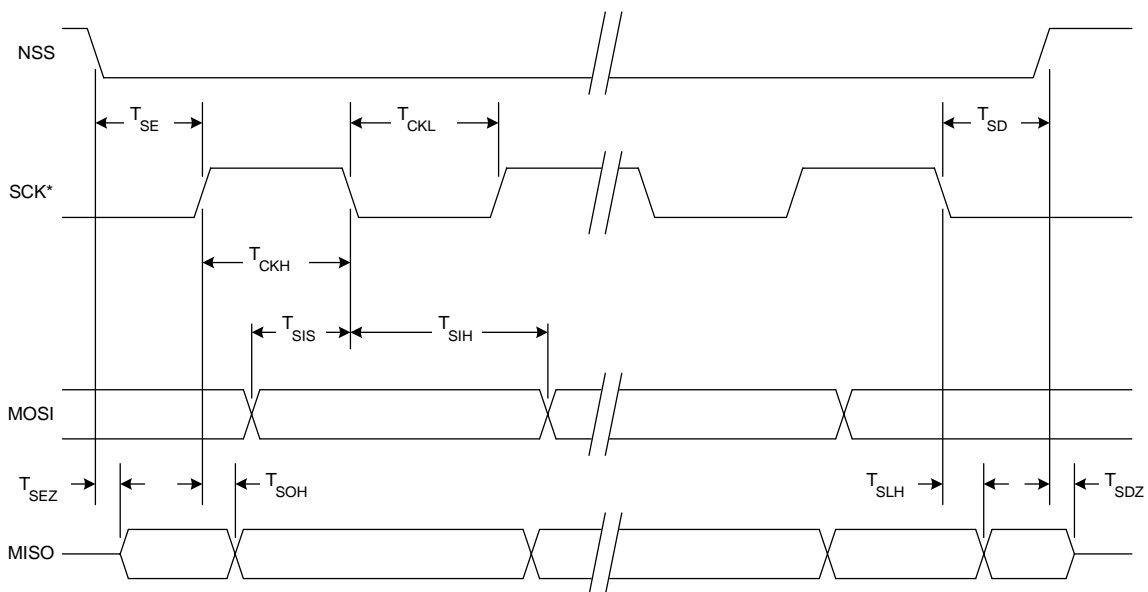 NSS
T_SE
T_CKL
T_SD
SCK*
T_CKH
T_SIS
T_SIH
MOSI
T_SEZ
T_SOH
T_SLH
T_SDZ
MISO